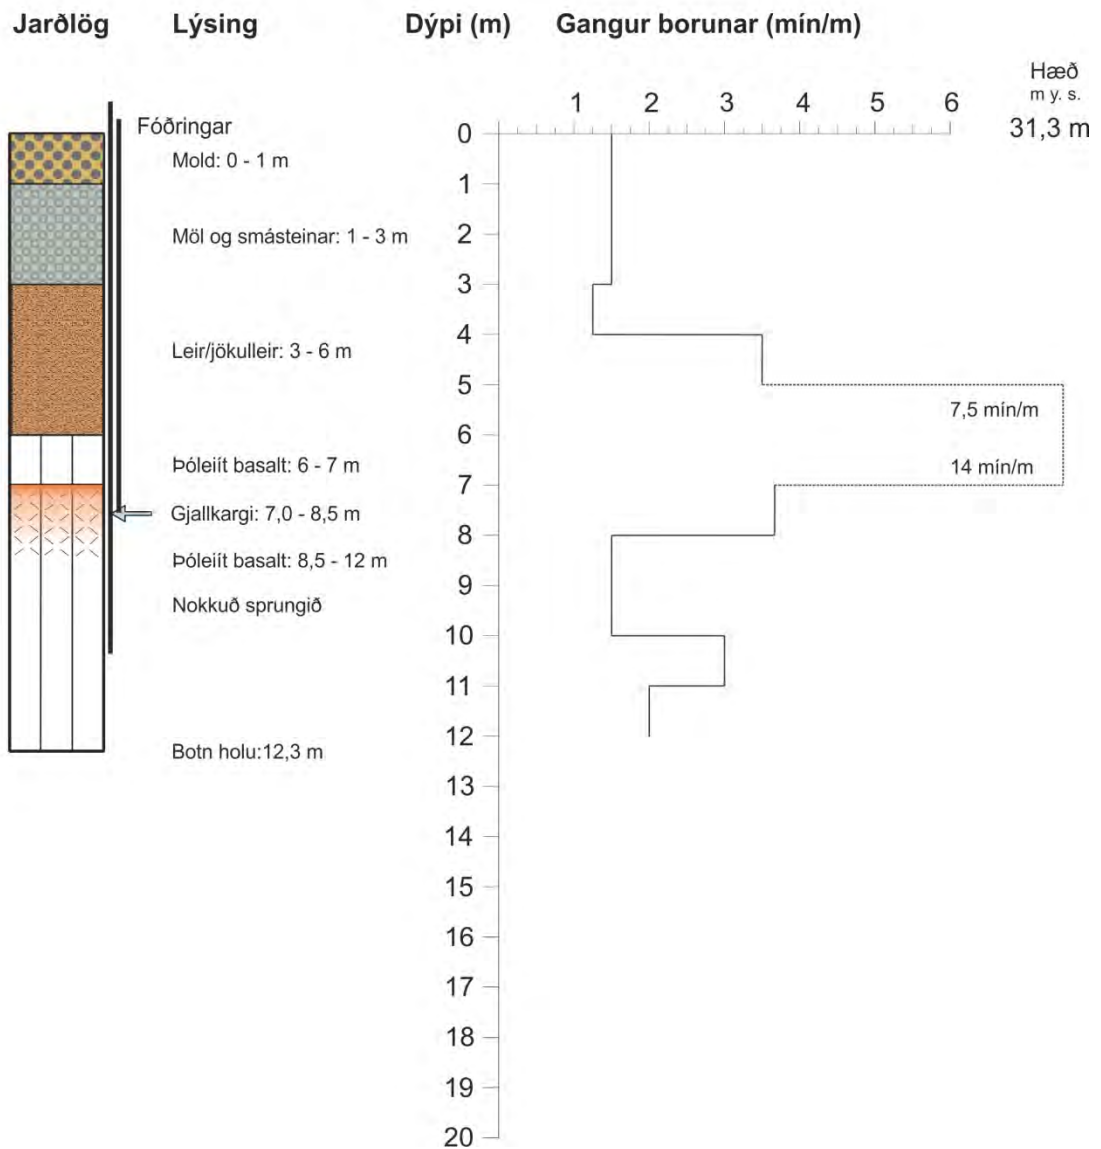 Jarðlög Lýsing Dýpi (m) Gangur borunar (mín/m)
Hæð
m y. s.
31,3 m
1 2 3 4 5 6
Fóðringar
Mold: 0 - 1 m
Möl og smásteinar: 1 - 3 m
Leir/jökulleir: 3 - 6 m
Þóleiít basalt: 6 - 7 m
Gjallkargi: 7,0 - 8,5 m
Þóleiít basalt: 8,5 - 12 m
Nokkuð sprungið
Botn holu:12,3 m
0
1
2
3
4
5
6
7
8
9
10
11
12
13
14
15
16
17
18
19
20
7,5 mín/m
14 mín/m